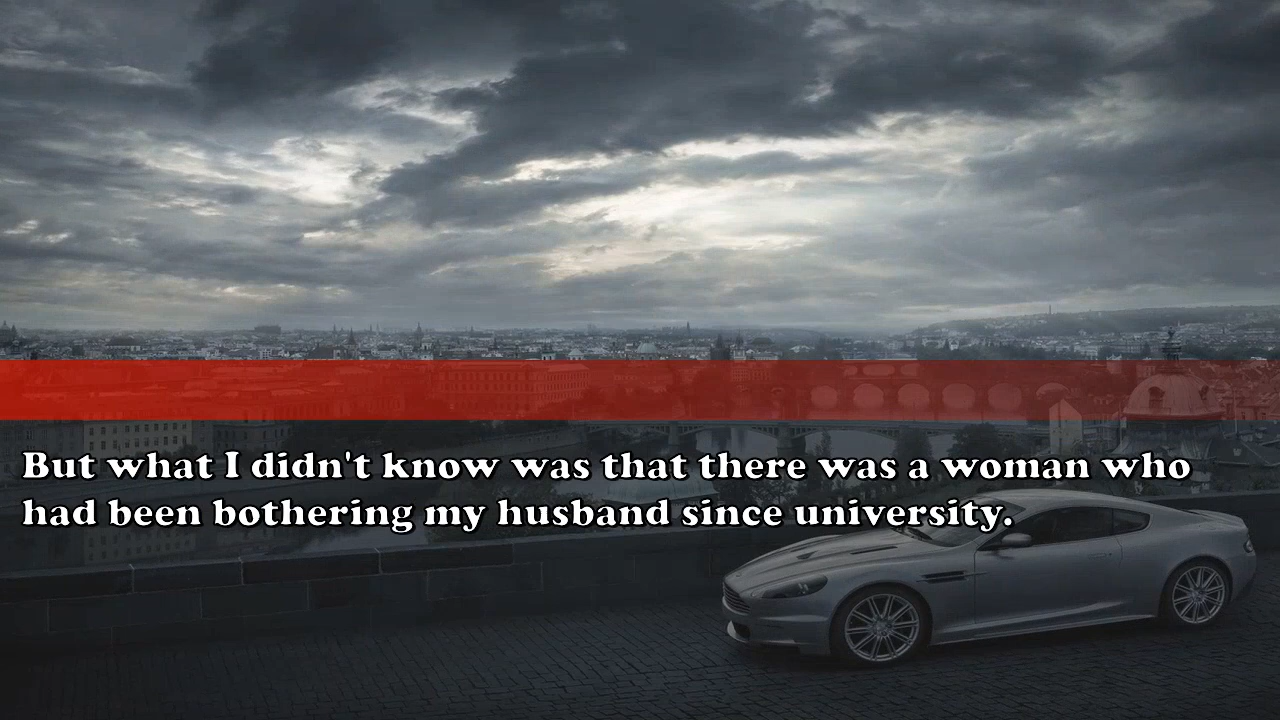 But what I didn't know was that there was a woman who
had been bothering my husband since university.